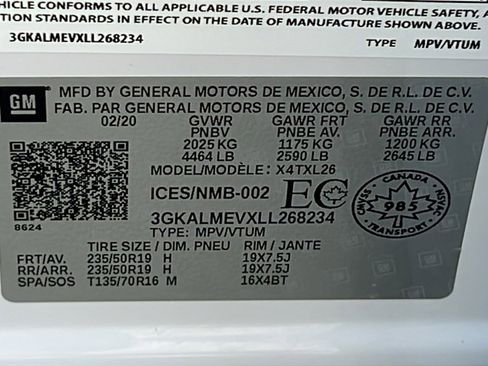 HICLE CONFORMS TO ALL APPLICABLE U.S. FEDERAL MOTOR VEHICLE SAFETY, A
TION STANDARDS IN EFFECT ON THE DATE OF MANUFACTURE SHOWN ABOVE.
3GKALMEVXLL268234 TYPE MPV/VTUM
GM
MFD BY GENERAL MOTORS DE MEXICO, S. DE R.L. DE C.V.
FAB. PAR GENERAL MOTORS DE MEXICO, S. DE R.L. DE C.V.
02/20 GVWR GAWR FRT GAWR RR
PNBV PNBE AV. PNBE ARR.
2025 KG 1175 KG 1200 KG
4464 LB 2590 LB 2645 LB
MODEL/MODÈLE: X4TXL26
ICES/NMB-002 EC
3GKALMEVXLL268234
TYPE: MPV/VTUM
8624
CANADA
CMVSS NSVAC
985
TRANSPORT
TIRE SIZE / DIM. PNEU RIM / JANTE
FRT/AV. 235/50R19 H 19X7.5J
RR/ARR. 235/50R19 H 19X7.5J
SPA/SOS T135/70R16 M 16X4BT